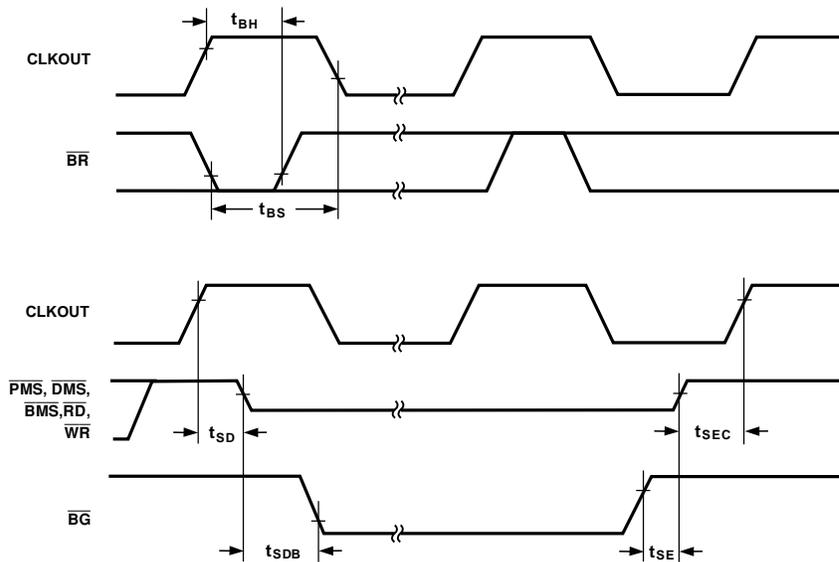 tBH
CLKOUT
BR
tBS
CLKOUT
PMS, DMS,
BMS,RD,
WR
tSD
tSEC
BG
tSDB
tSE